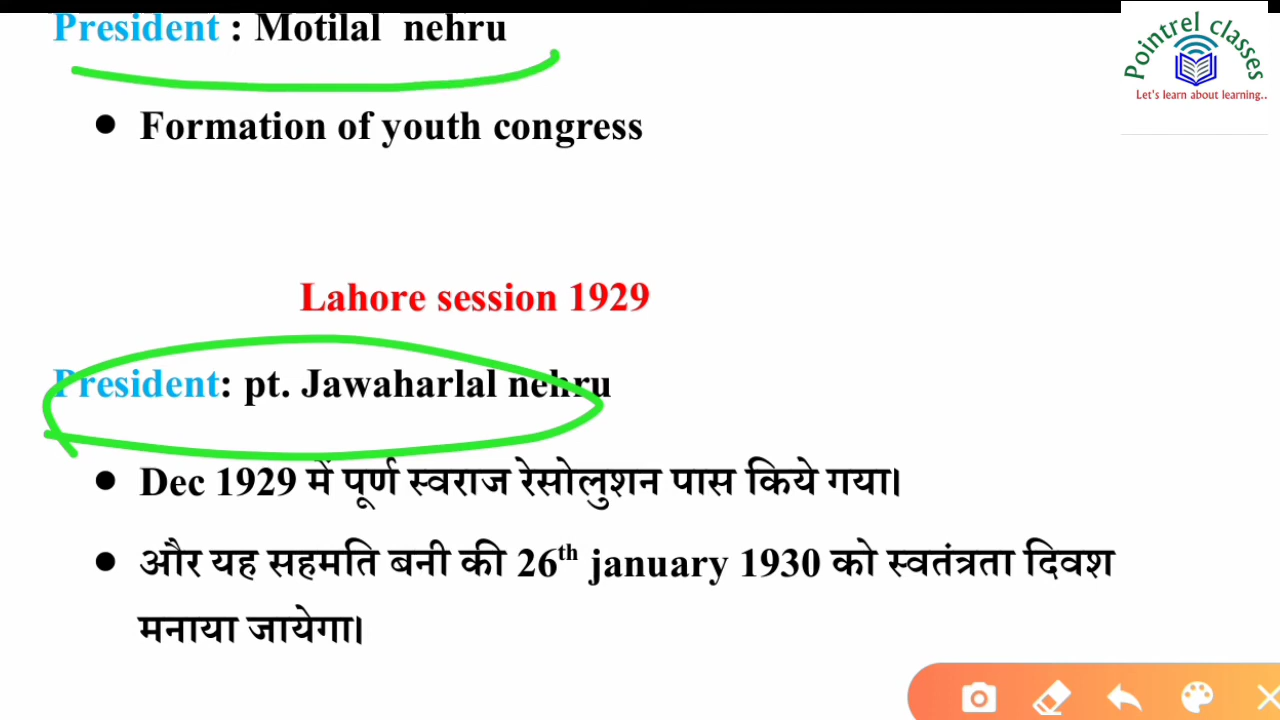 President : Motilal nehru
Pointrel classes
Let's learn about learning..
• Formation of youth congress
Lahore session 1929
President: pt. Jawaharlal nehru
• Dec 1929 में पूर्ण स्वराज रेसोलुशन पास किये गया।
• और यह सहमति बनी की 26th january 1930 को स्वतंत्रता दिवश
मनाया जायेगा।